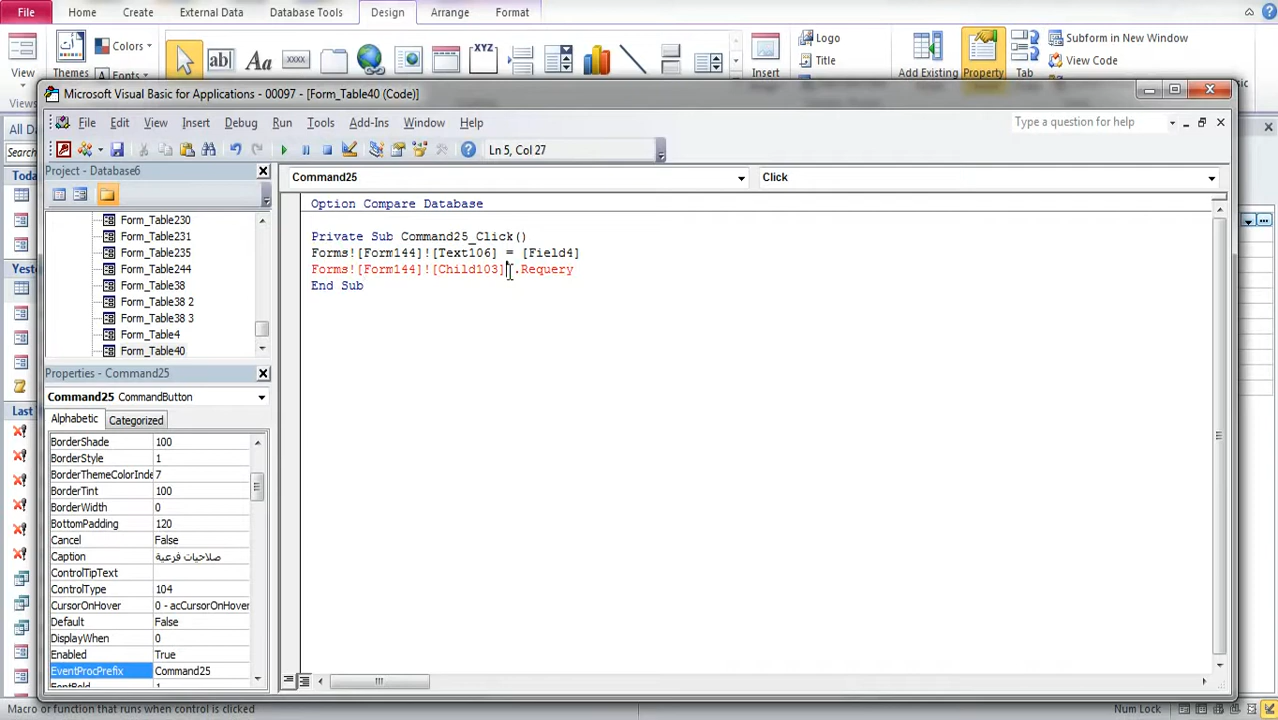 File
Home
Create
External Data
Database Tools
Design
Arrange
Format
Logo
Subform in New Window
Colors
Title
View Code
View
Themes
Fonts
Insert
Add Existing
Property
Tab
Views
Microsoft Visual Basic for Applications - 00097 - [Form_Table40 (Code)]
All Da
File Edit View Insert Debug Run Tools Add-Ins Window Help
Type a question for help
Search
Ln 5, Col 27
Project - Database6
Toda
Command25
Click
Form_Table230
Form_Table231
Form_Table235
Form_Table244
Form_Table38
Form_Table38 2
Form_Table38 3
Form_Table4
Form_Table40
Yeste
Last
Option Compare Database
Private Sub Command25_Click()
Forms![Form144]![Text106] = [Field4]
Forms![Form144]![Child103] .Requery
End Sub
Properties - Command25
Command25 CommandButton
Alphabetic
Categorized
BorderShade 100
BorderStyle 1
BorderThemeColorInde 7
BorderTint 100
BorderWidth 0
BottomPadding 120
Cancel False
Caption صلاحيات فرعية
ControlTipText
ControlType 104
CursorOnHover 0 - acCursorOnHover
Default False
DisplayWhen 0
Enabled True
EventProcPrefix Command25
Macro or function that runs when control is clicked
Num Lock